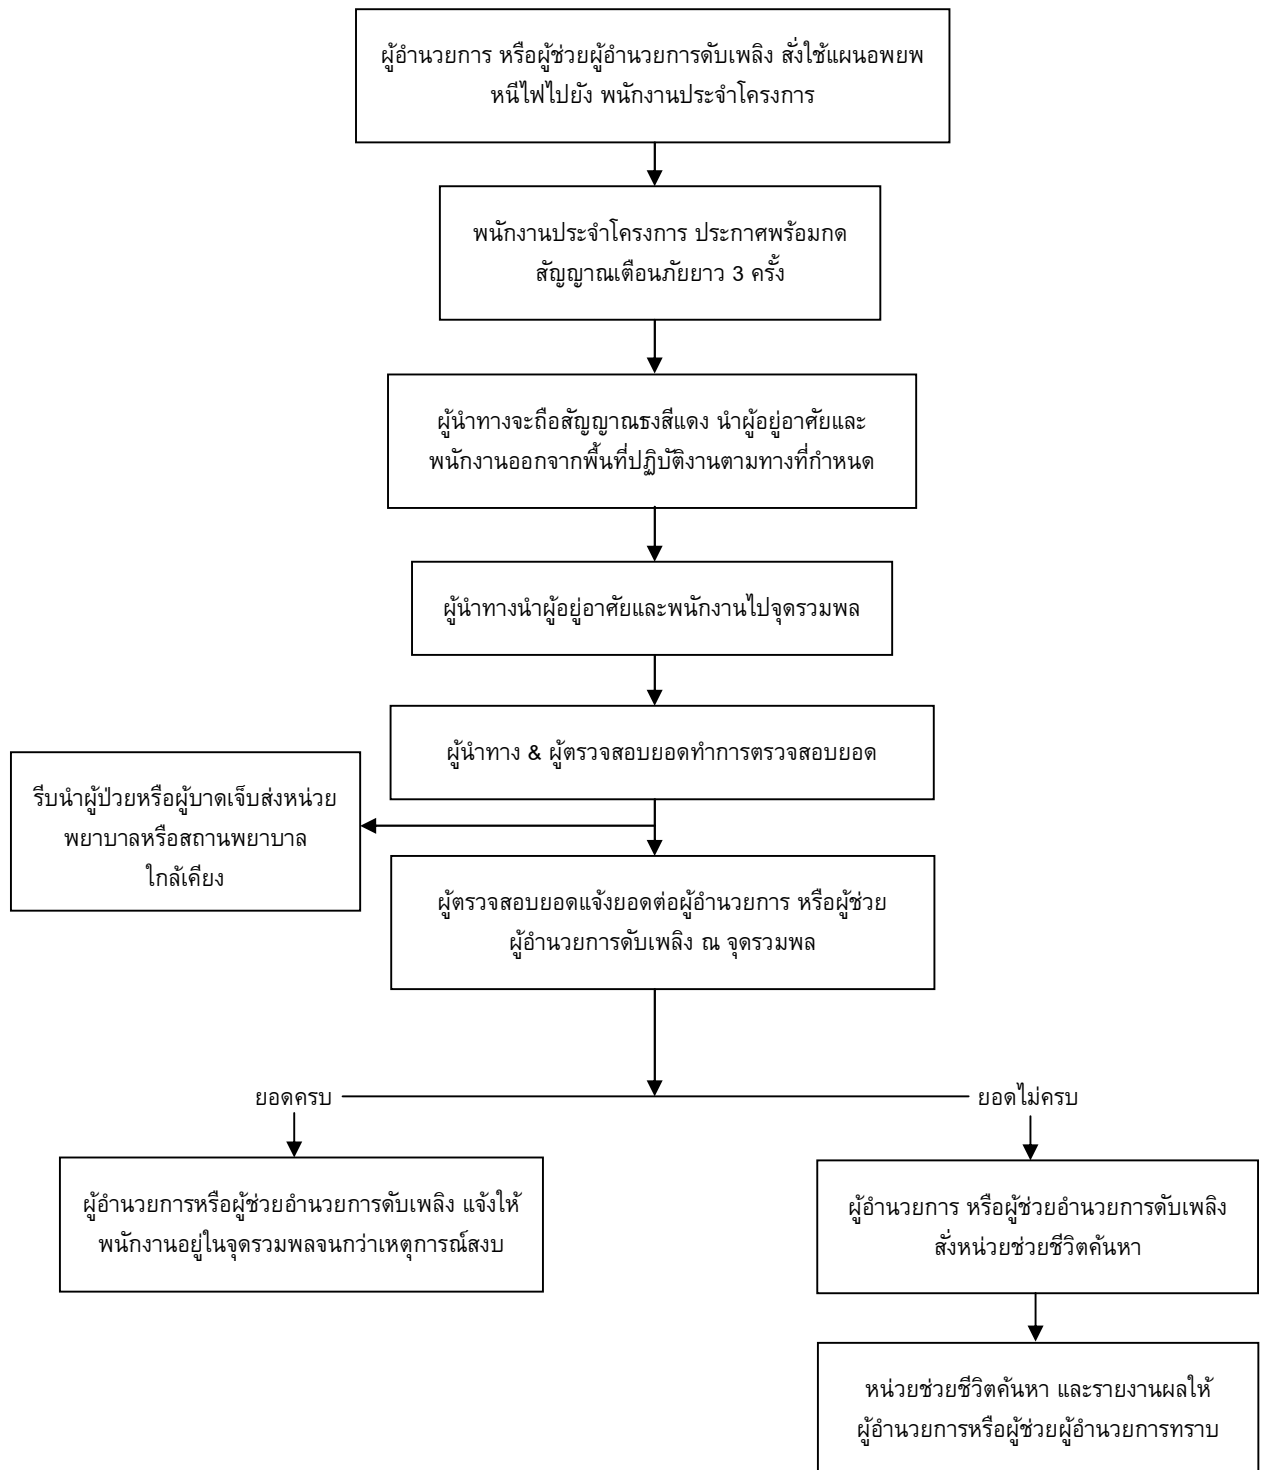 ผู้อำนวยการ หรือผู้ช่วยผู้อำนวยการดับเพลิง สั่งใช้แผนอพยพ
หนีไฟไปยัง พนักงานประจำโครงการ
พนักงานประจำโครงการ ประกาศพร้อมกด
สัญญาณเตือนภัยยาว 3 ครั้ง
ผู้นำทางจะถือสัญญาณธงสีแดง นำผู้อยู่อาศัยและ
พนักงานออกจากพื้นที่ปฏิบัติงานตามทางที่กำหนด
ผู้นำทางนำผู้อยู่อาศัยและพนักงานไปจุดรวมพล
ผู้นำทาง & ผู้ตรวจสอบยอดทำการตรวจสอบยอด
รีบนำผู้ป่วยหรือผู้บาดเจ็บส่งหน่วย
พยาบาลหรือสถานพยาบาล
ใกล้เคียง
ผู้ตรวจสอบยอดแจ้งยอดต่อผู้อำนวยการ หรือผู้ช่วย
ผู้อำนวยการดับเพลิง ณ จุดรวมพล
ยอดครบ
ยอดไม่ครบ
ผู้อำนวยการหรือผู้ช่วยอำนวยการดับเพลิง แจ้งให้
พนักงานอยู่ในจุดรวมพลจนกว่าเหตุการณ์สงบ
ผู้อำนวยการ หรือผู้ช่วยอำนวยการดับเพลิง
สั่งหน่วยช่วยชีวิตค้นหา
หน่วยช่วยชีวิตค้นหา และรายงานผลให้
ผู้อำนวยการหรือผู้ช่วยผู้อำนวยการทราบ